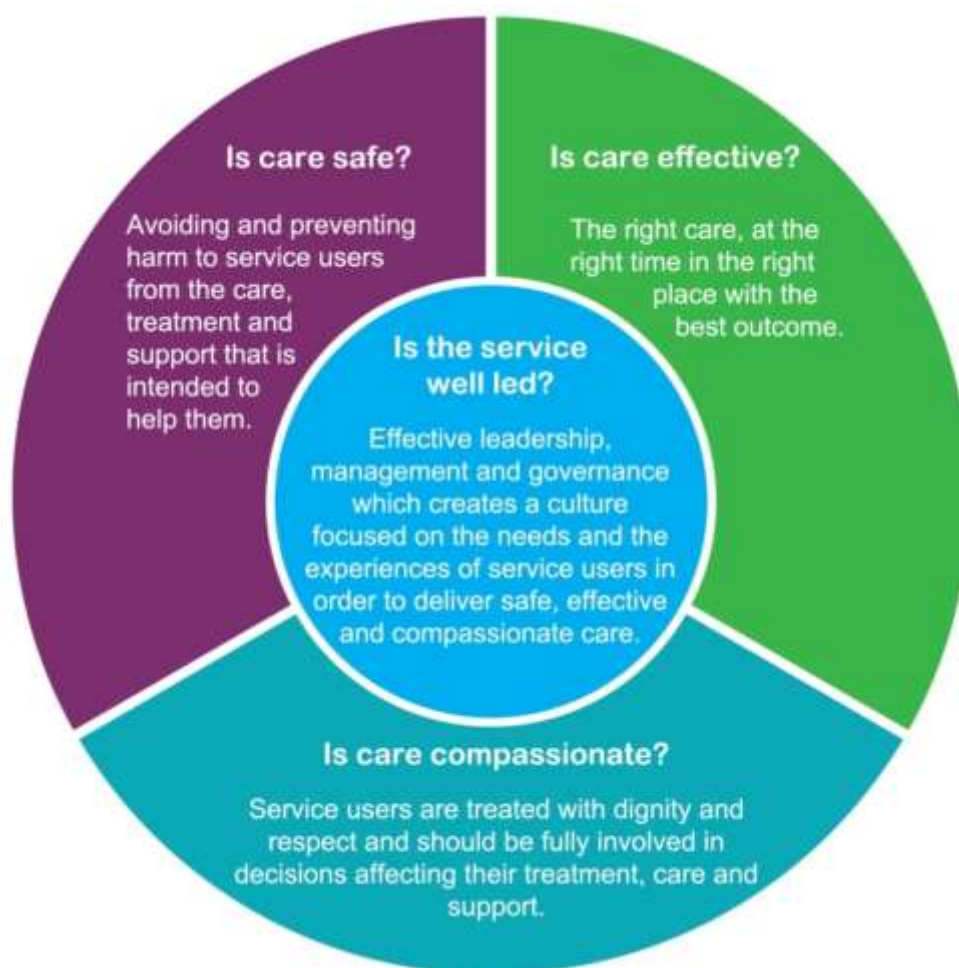 Is care safe?
Avoiding and preventing
harm to service users
from the care,
treatment and
support that is
intended to
help them.
Is care effective?
The right care, at the
right time in the right
place with the
best outcome.
Is the service
well led?
Effective leadership,
management and governance
which creates a culture
focused on the needs and the
experiences of service users in
order to deliver safe, effective
and compassionate care.
Is care compassionate?
Service users are treated with dignity and
respect and should be fully involved in
decisions affecting their treatment, care and
support.